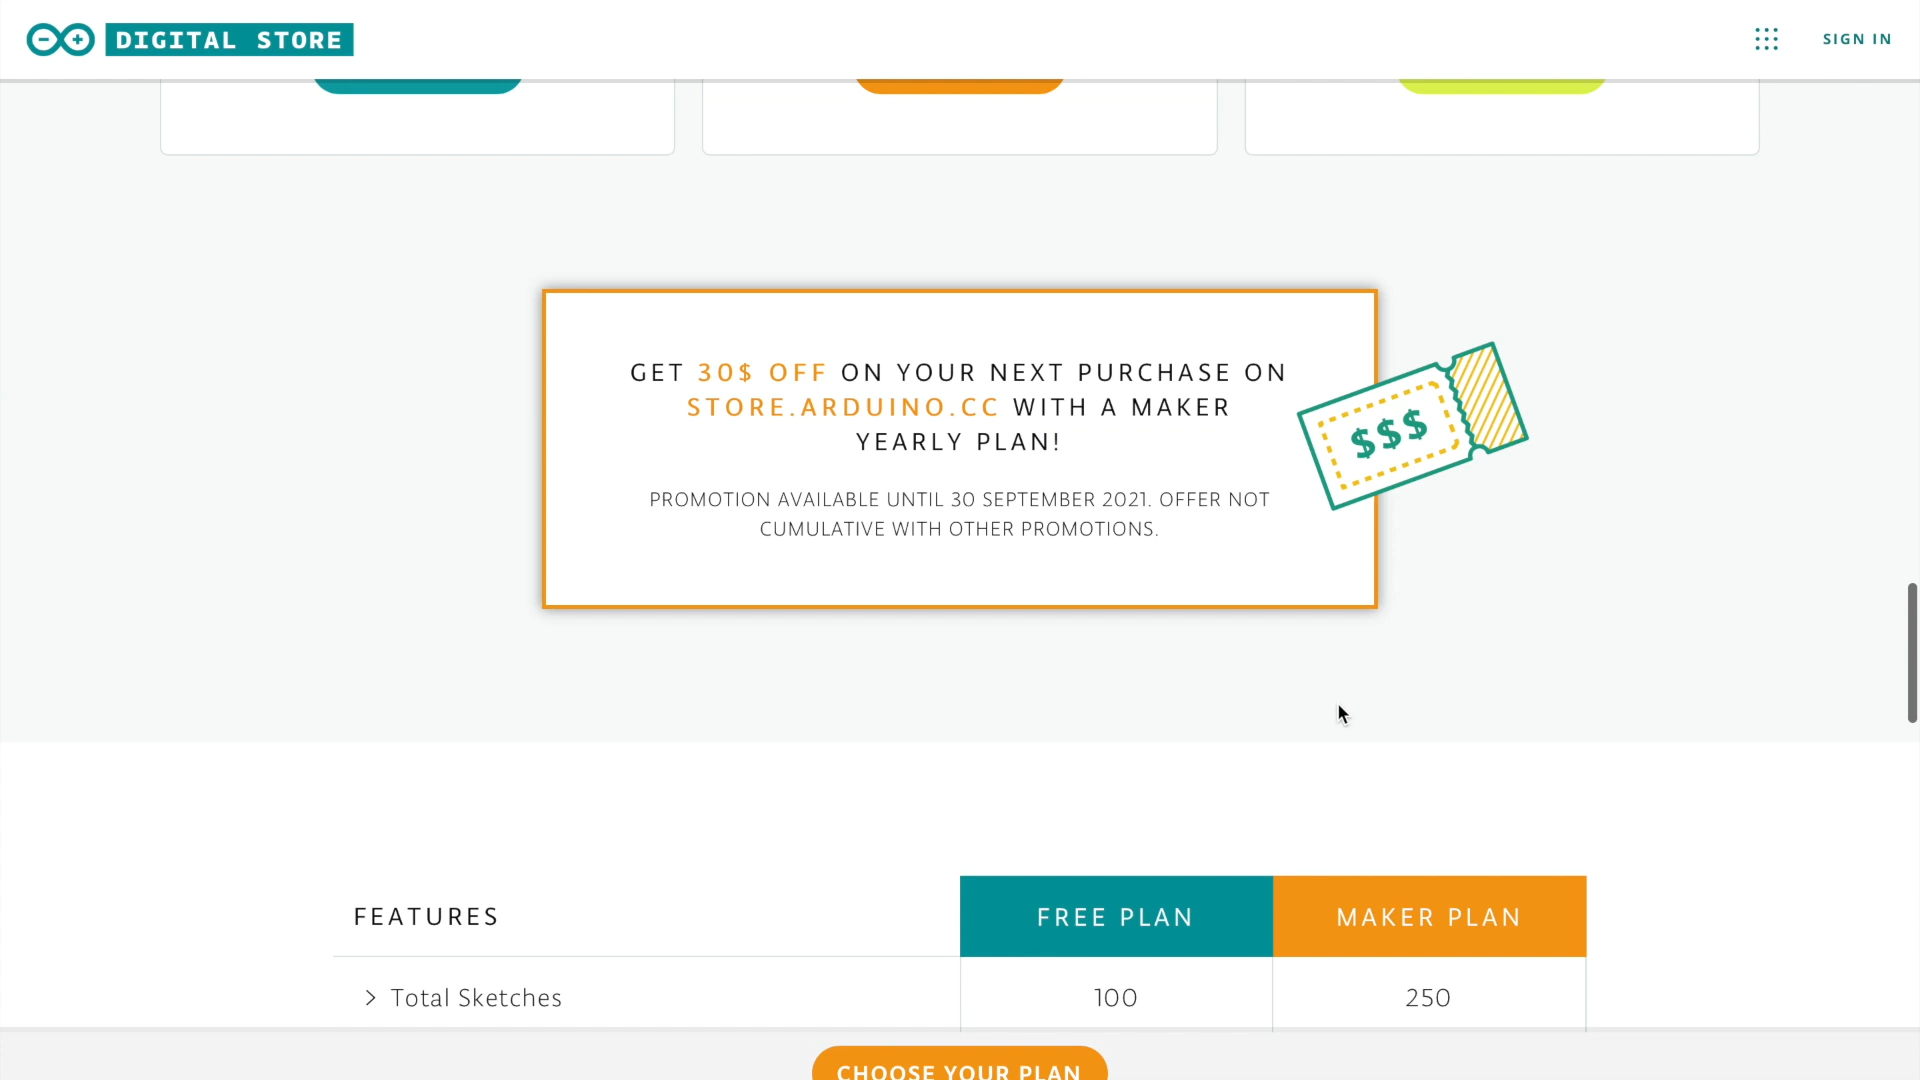 DIGITAL STORE
SIGN IN
GET 30$ OFF ON YOUR NEXT PURCHASE ON
STORE.ARDUINO.CC WITH A MAKER
YEARLY PLAN!
$$$
PROMOTION AVAILABLE UNTIL 30 SEPTEMBER 2021. OFFER NOT
CUMULATIVE WITH OTHER PROMOTIONS.
FEATURES FREE PLAN MAKER PLAN
> Total Sketches 100 250
CHOOSE YOUR PLAN